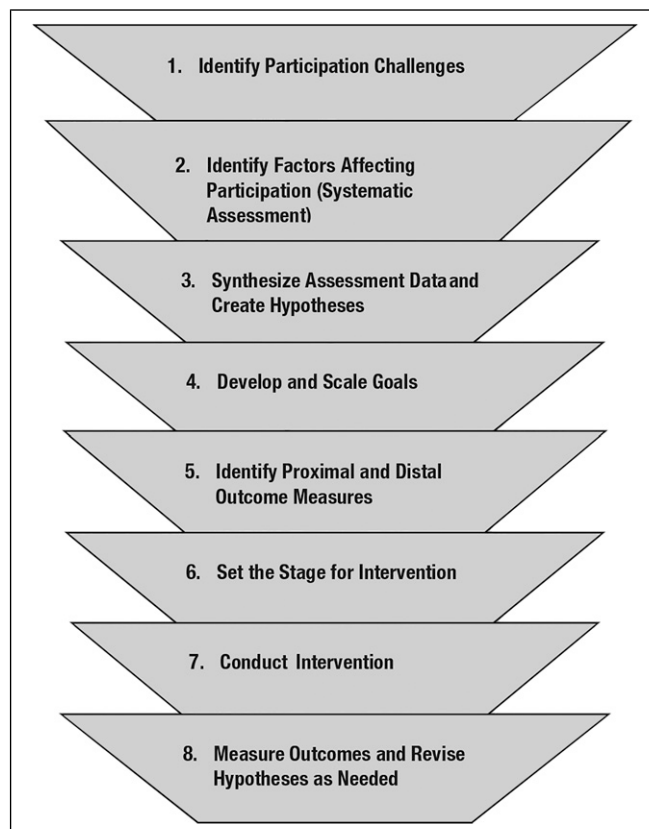 1. Identify Participation Challenges
2. Identify Factors Affecting
Participation (Systematic
Assessment)
3. Synthesize Assessment Data and
Create Hypotheses
4. Develop and Scale Goals
5. Identify Proximal and Distal
Outcome Measures
6. Set the Stage for Intervention
7. Conduct Intervention
8. Measure Outcomes and Revise
Hypotheses as Needed